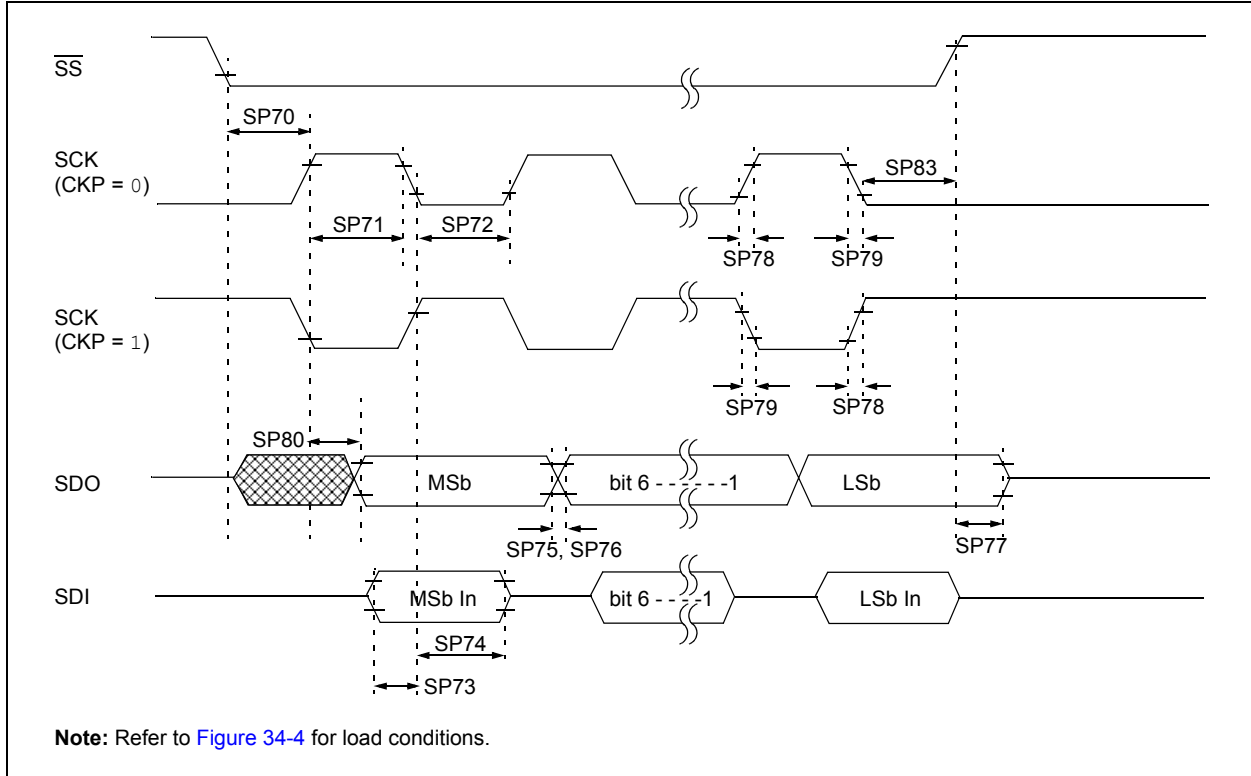 SS
SP70
SCK
(CKP = 0)
SP83
SP71
SP72
SP78
SP79
SCK
(CKP = 1)
SP79
SP78
SP80
SDO
MSb
bit 6 - - - - - -1
LSb
SP75, SP76
SP77
SDI
MSb In
bit 6 - - - -1
LSb In
SP74
SP73
Note: Refer to Figure 34-4 for load conditions.